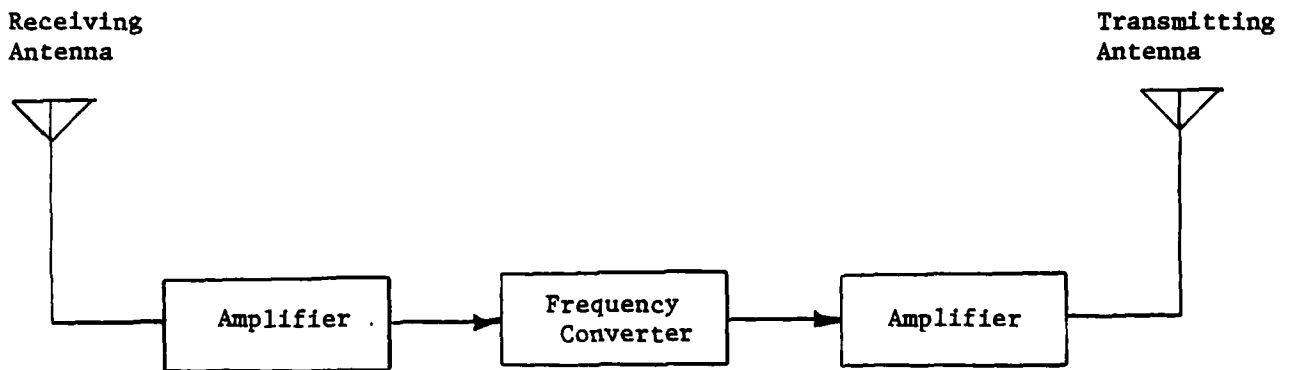 Receiving
Antenna
Transmitting
Antenna
Amplifier
Frequency
Converter
Amplifier